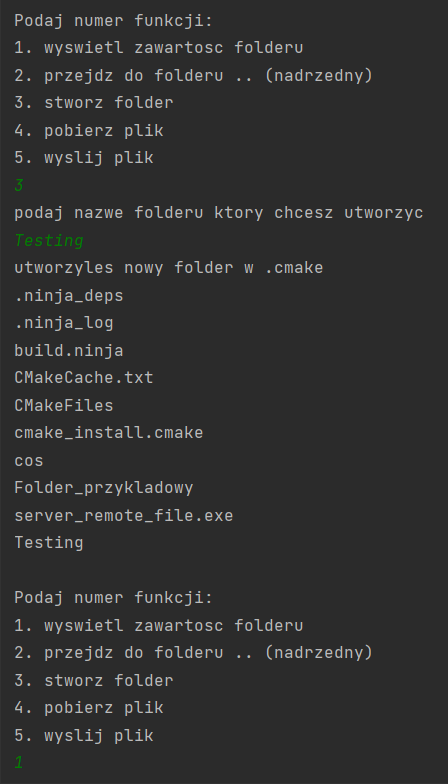 Podaj numer funkcji:
1. wyswietl zawartosc folderu
2. przejdz do folderu .. (nadrzedny)
3. stworz folder
4. pobierz plik
5. wyslij plik
3
podaj nazwe folderu ktory chcesz utworzyc
Testing
utworzyles nowy folder w .cmake
.ninja_deps
.ninja_log
build.ninja
CMakeCache.txt
CMakeFiles
cmake_install.cmake
cos
Folder_przykladowy
server_remote_file.exe
Testing
Podaj numer funkcji:
1. wyswietl zawartosc folderu
2. przejdz do folderu .. (nadrzedny)
3. stworz folder
4. pobierz plik
5. wyslij plik
1